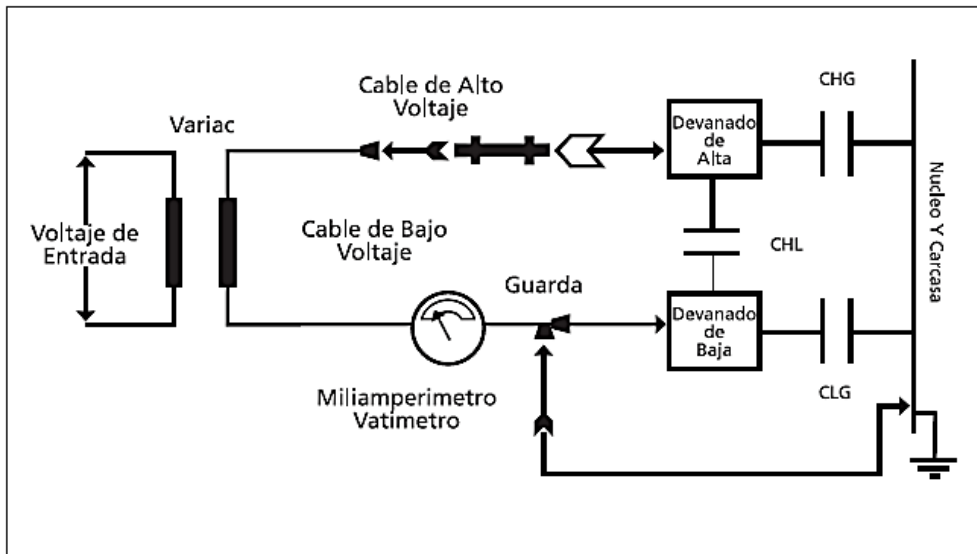 Cable de Alto
Voltaje
Variac
Voltaje de
Entrada
Cable de Bajo
Voltaje
Guarda
Miliamperimetro
Vatímetro
Devanado
de
Alta
CHG
CHL
Devanado
de
Baja
CLG
Nucleo Y Carcasa